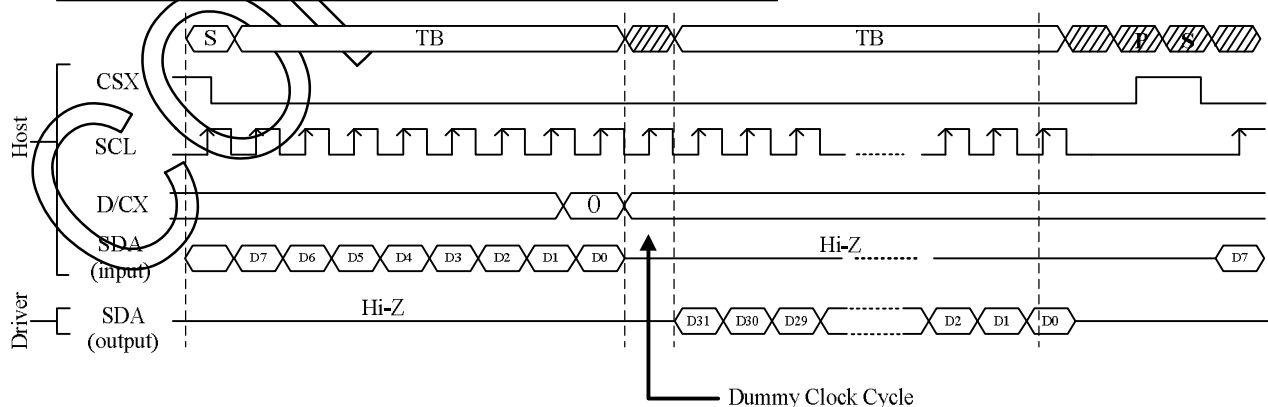 S TB TB P S
CSX
Host
SCL
D/CX 0
SDA
(input) D7 D6 D5 D4 D3 D2 D1 D0 Hi-Z D7
Driver
SDA
(output) Hi-Z D31 D30 D29 D2 D1 D0
Dummy Clock Cycle